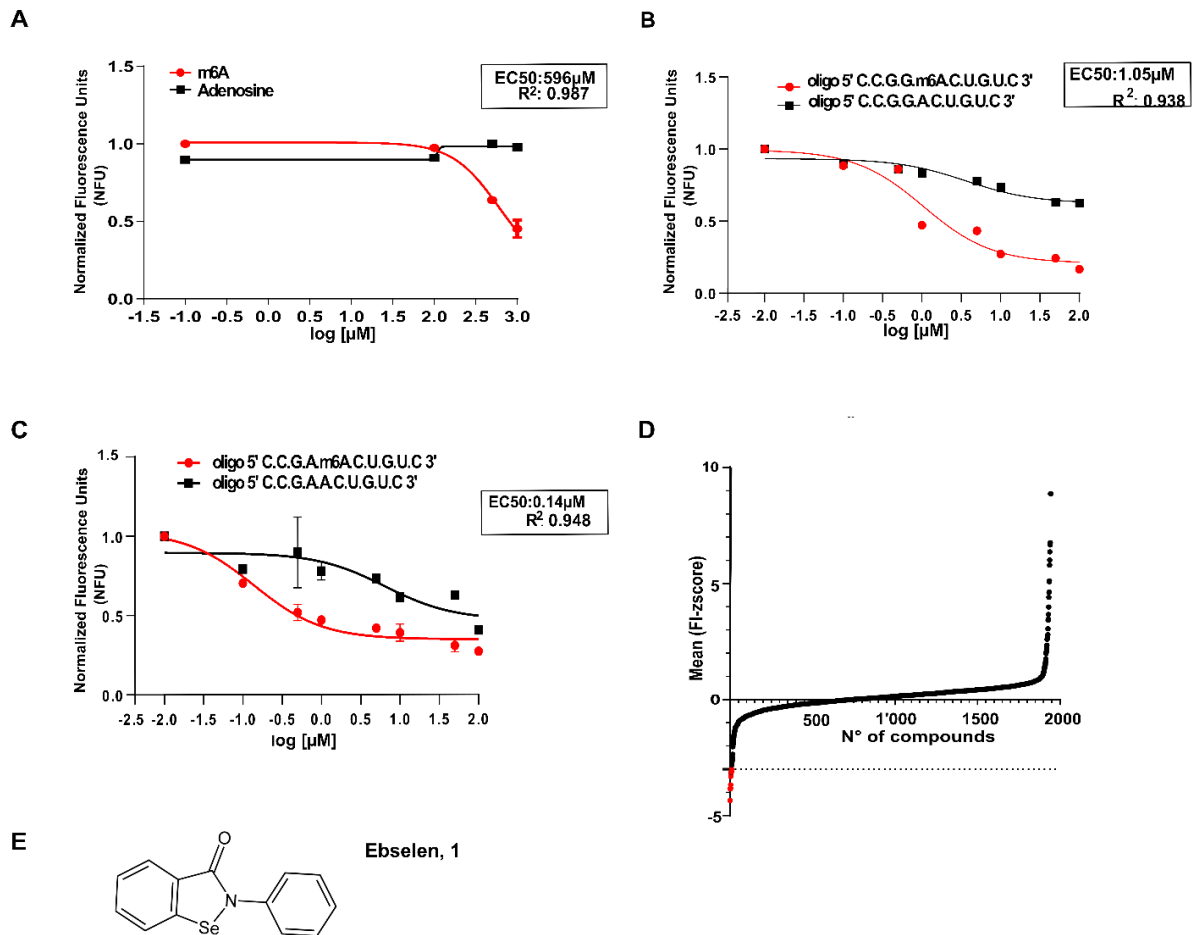 A
m6A
Adenosine
EC50:596µM
R²: 0.987
Normalized Fluorescence Units
(NFU)
1.5
1.0
0.5
0.0
-1.5 -1.0 -0.5 0.0 0.5 1.0 1.5 2.0 2.5 3.0
log [µM]
B
oligo 5' C.C.G.G.m6A.C.U.G.U.C 3'
oligo 5' C.C.G.G.A.C.U.G.U.C 3'
EC50:1.05µM
R²: 0.938
Normalized Fluorescence Units
(NFU)
1.5
1.0
0.5
0.0
-2.5 -2.0 -1.5 -1.0 -0.5 0.0 0.5 1.0 1.5 2.0
log [µM]
C
oligo 5' C.C.G.A.m6A.C.U.G.U.C 3'
oligo 5' C.C.G.A.A.C.U.G.U.C 3'
EC50:0.14µM
R²: 0.948
Normalized Fluorescence Units
(NFU)
1.5
1.0
0.5
0.0
-2.5 -2.0 -1.5 -1.0 -0.5 0.0 0.5 1.0 1.5 2.0
log [µM]
D
Mean (FI-zscore)
10
5
0
-5
500 1'000 1500 2000
N° of compounds
E
Ebselen, 1
O
N
Se